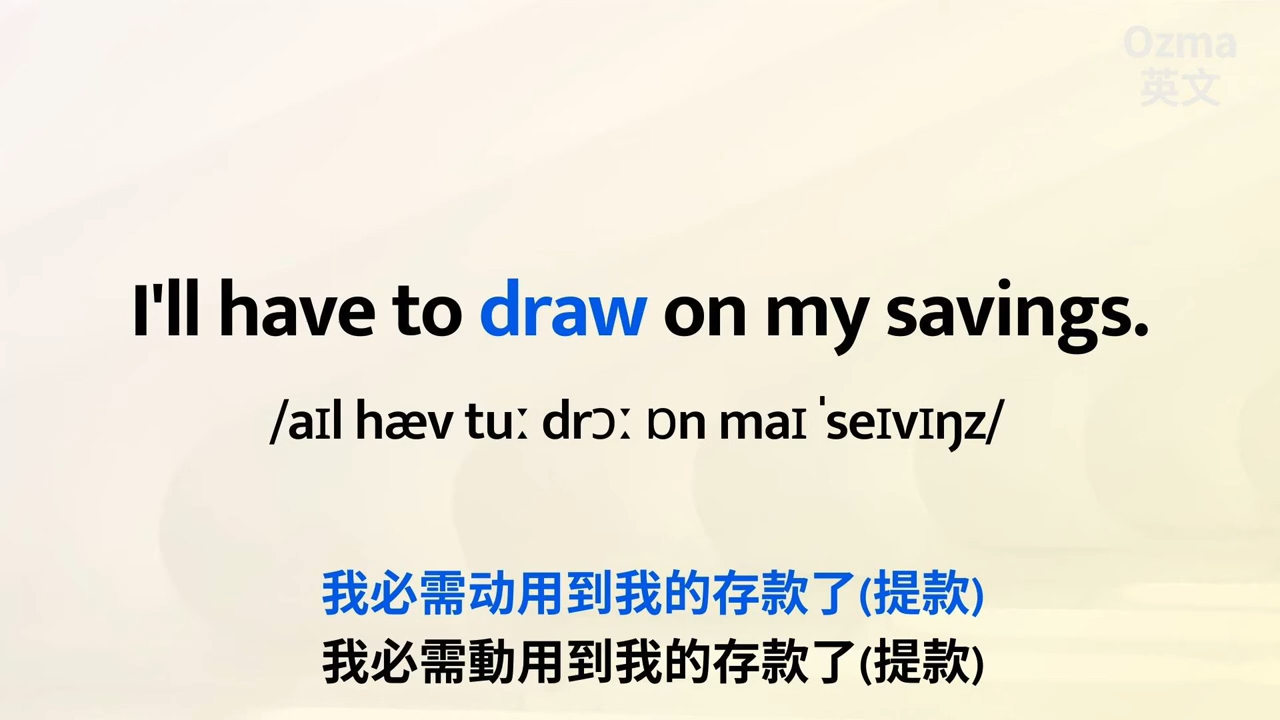 Ozma
英文
I'll have to draw on my savings.
/aɪl hæv tuː drɔː ɒn maɪ ˈseɪvɪŋz/
我必需动用到我的存款了(提款)
我必需動用到我的存款了(提款)